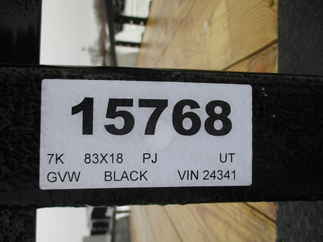 15768
7K 83X18 PJ UT
GVW BLACK VIN 24341